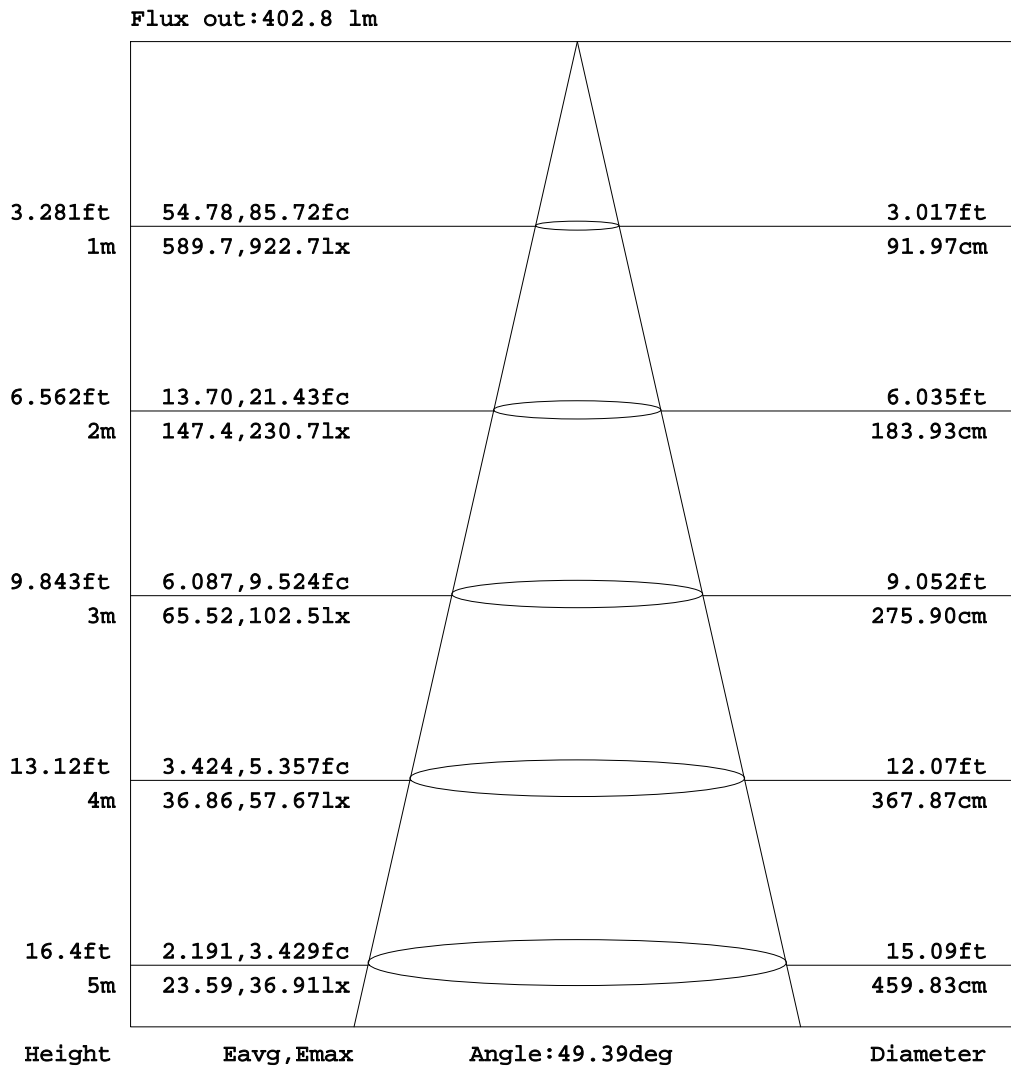 Flux out:402.8 lm
3.281ft 54.78,85.72fc 3.017ft
1m 589.7,922.7lx 91.97cm
6.562ft 13.70,21.43fc 6.035ft
2m 147.4,230.7lx 183.93cm
9.843ft 6.087,9.524fc 9.052ft
3m 65.52,102.5lx 275.90cm
13.12ft 3.424,5.357fc 12.07ft
4m 36.86,57.67lx 367.87cm
16.4ft 2.191,3.429fc 15.09ft
5m 23.59,36.91lx 459.83cm
Height Eavg,Emax Angle:49.39deg Diameter